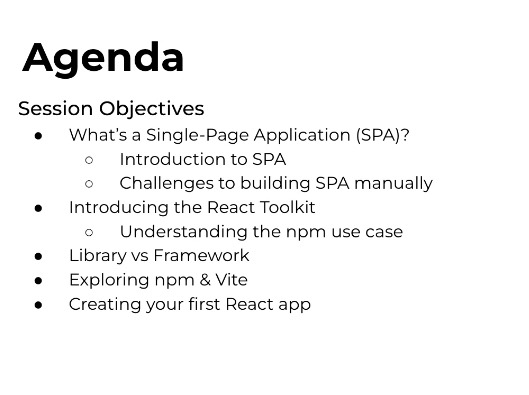 Agenda
Session Objectives
● What's a Single-Page Application (SPA)?
○ Introduction to SPA
○ Challenges to building SPA manually
● Introducing the React Toolkit
○ Understanding the npm use case
● Library vs Framework
● Exploring npm & Vite
● Creating your first React app